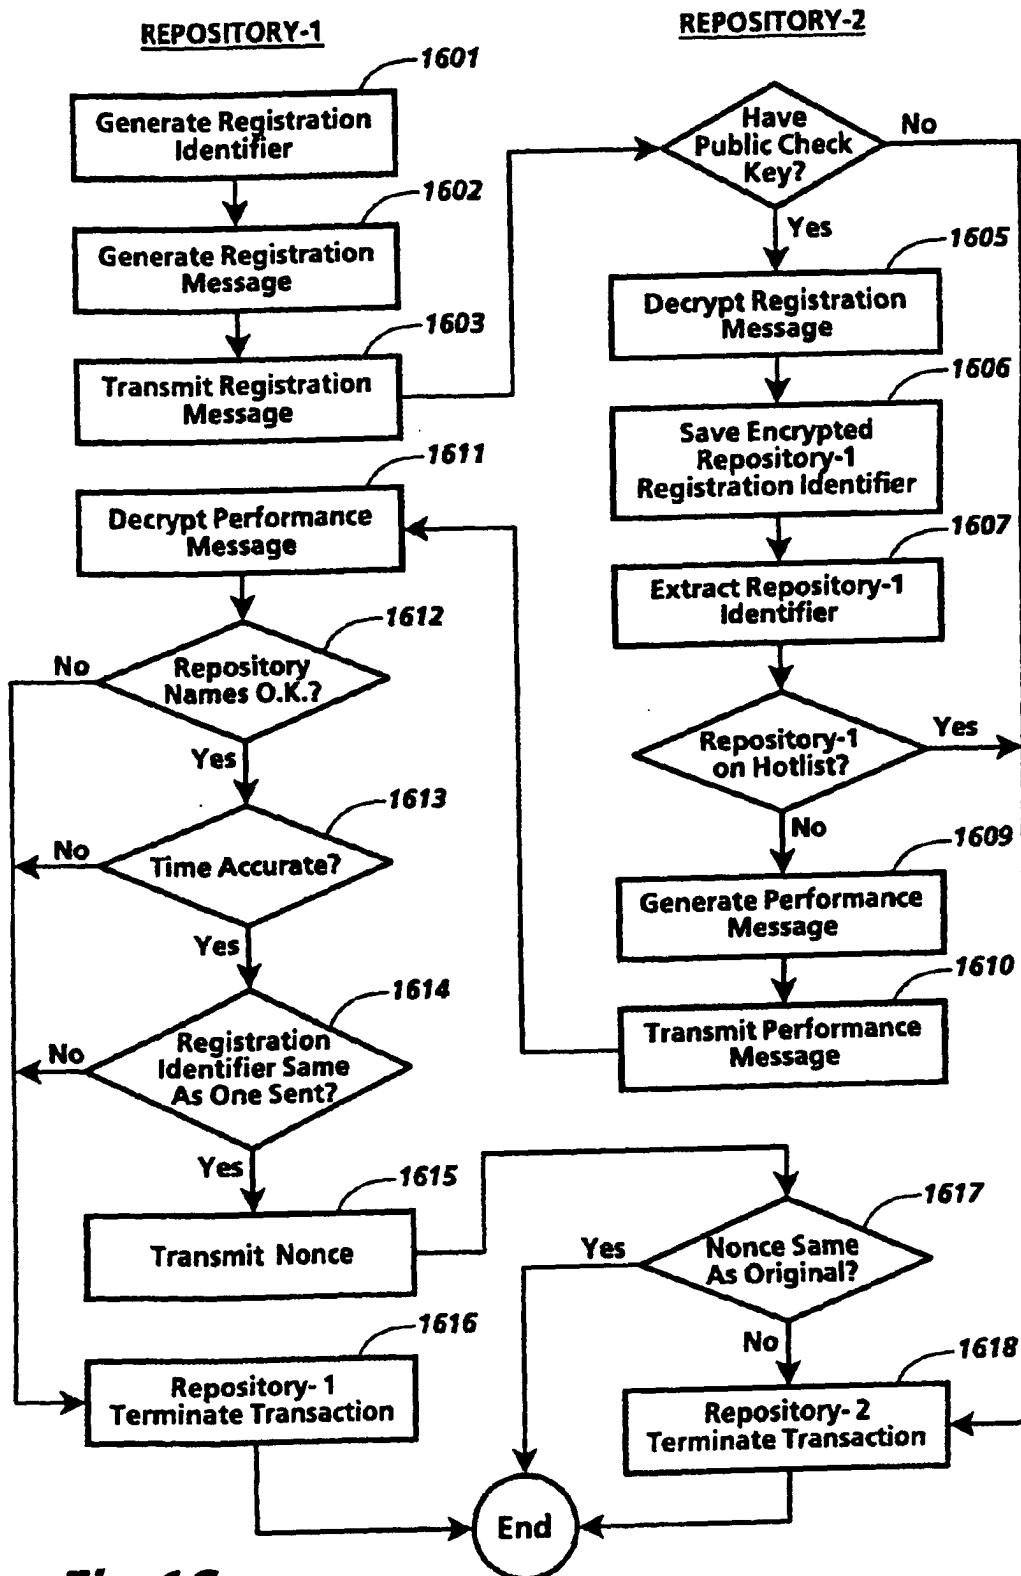 REPOSITORY-1
1601
Generate Registration
Identifier
1602
Generate Registration
Message
1603
Transmit Registration
Message
1611
Decrypt Performance
Message
1612
Repository
Names O.K.?
No
Yes
1613
Time Accurate?
No
Yes
1614
Registration
Identifier Same
As One Sent?
No
Yes
1615
Transmit Nonce
1616
Repository- 1
Terminate Transaction
REPOSITORY-2
Have
Public Check
Key?
No
Yes
1605
Decrypt Registration
Message
1606
Save Encrypted
Repository-1
Registration Identifier
1607
Extract Repository-1
Identifier
Repository-1
on Hotlist?
Yes
No
1609
Generate Performance
Message
1610
Transmit Performance
Message
1617
Nonce Same
As Original?
Yes
No
1618
Repository- 2
Terminate Transaction
End